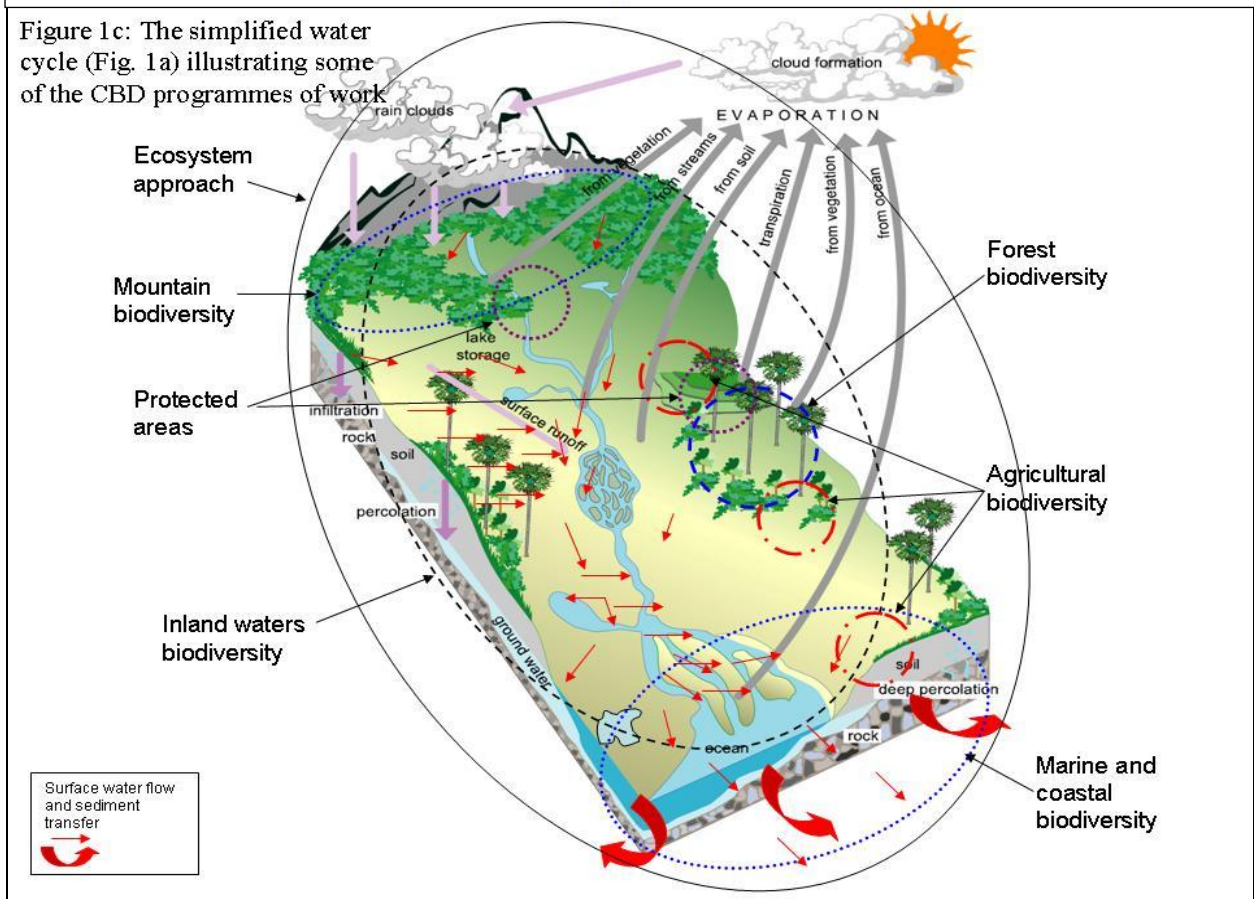 Figure 1c: The simplified water
cycle (Fig. 1a) illustrating some
of the CBD programmes of work
cloud formation
rain clouds
EVAPORATION
Ecosystem
approach
from vegetation
from streams
from soil
transpiration
from vegetation
from ocean
Forest
biodiversity
Mountain
biodiversity
lake
storage
Protected
areas
infiltration
surface runoff
rock
soil
Agricultural
biodiversity
percolation
Inland waters
biodiversity
ground water
soil
deep percolation
rock
ocean
Marine and
coastal
biodiversity
Surface water flow
and sediment
transfer